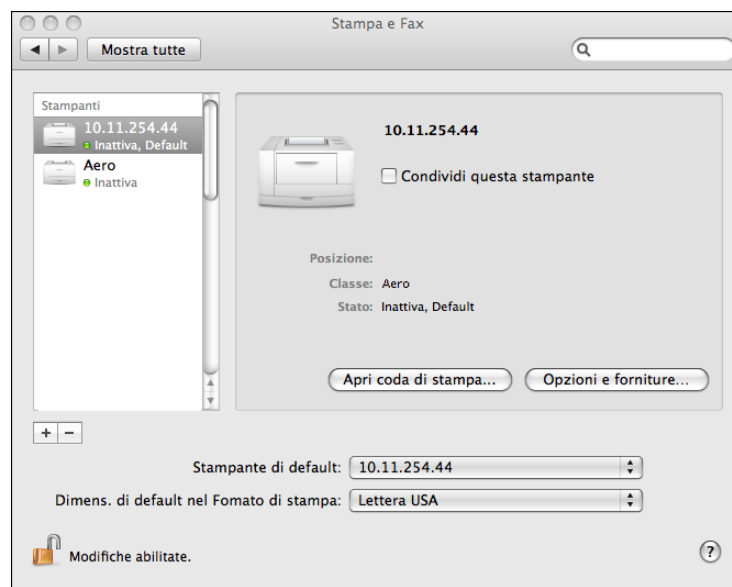 Stampa e Fax
Mostra tutte
Stampanti
10.11.254.44
Inattiva, Default
Aero
Inattiva
10.11.254.44
Condividi questa stampante
Posizione:
Classe: Aero
Stato: Inattiva, Default
Apri coda di stampa...
Opzioni e forniture...
+ −
Stampante di default: 10.11.254.44
Dimens. di default nel Fomato di stampa: Lettera USA
Modifiche abilitate.
?